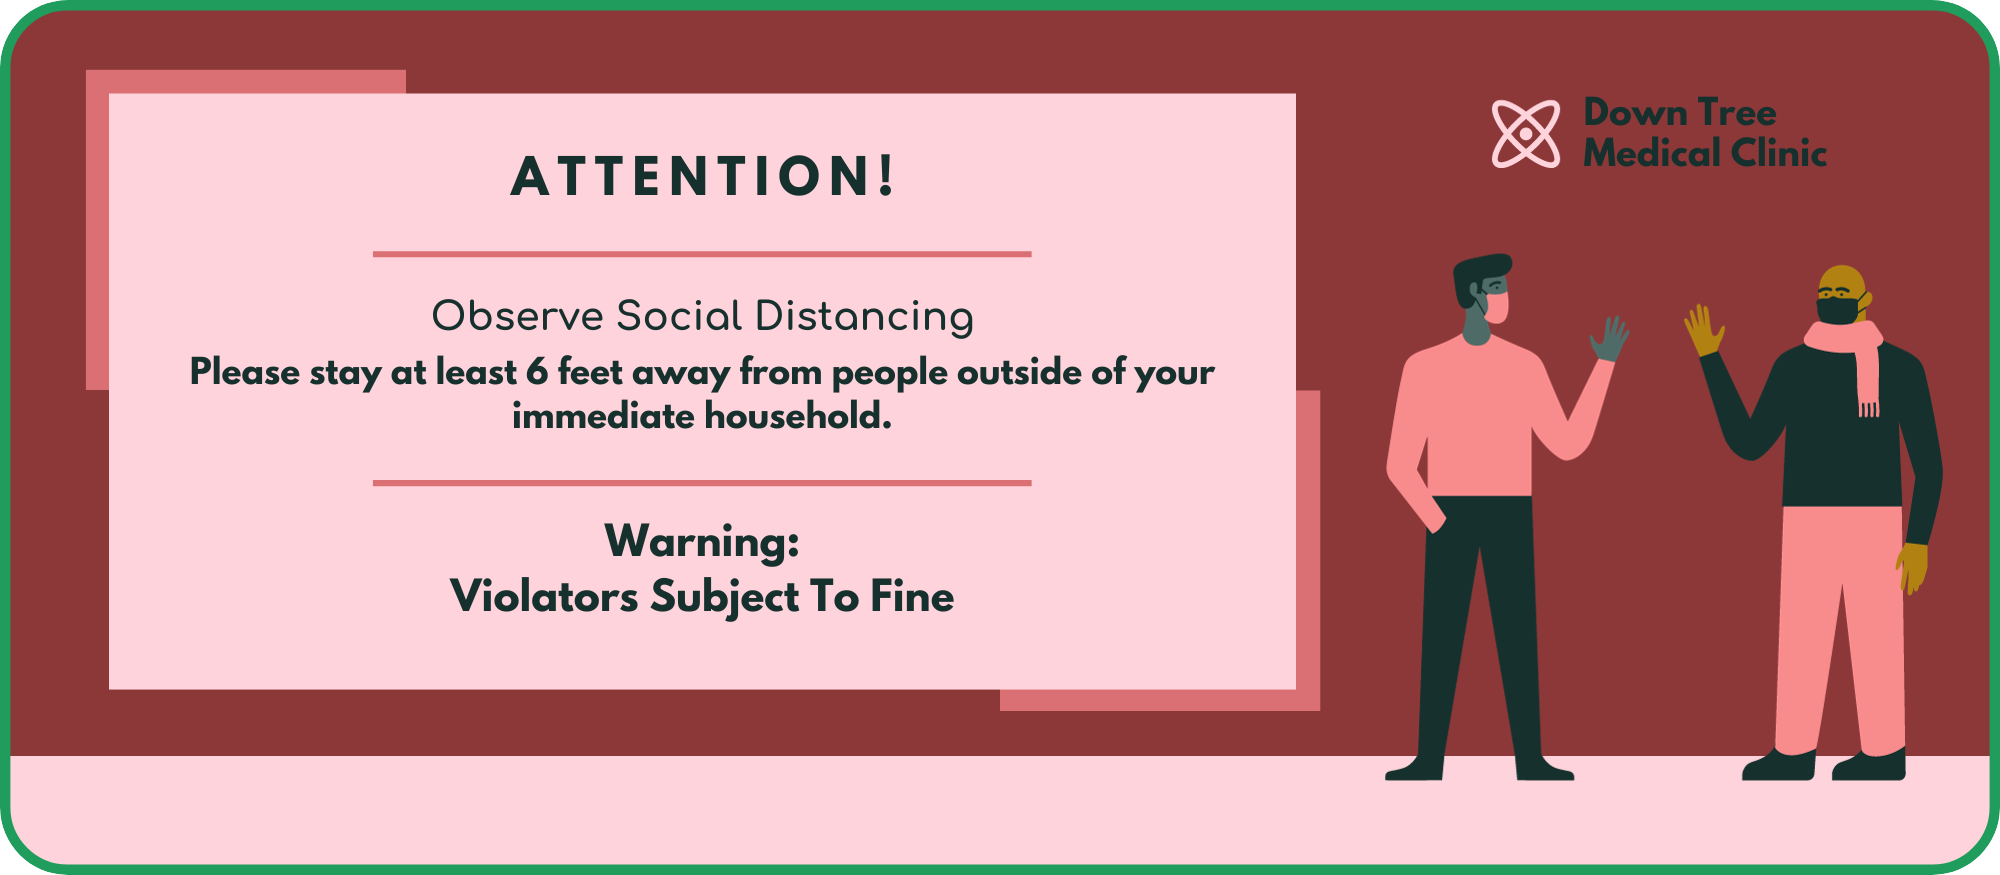 ATTENTION!
Observe Social Distancing
Please stay at least 6 feet away from people outside of your
immediate household.
Warning:
Violators Subject To Fine
Down Tree
Medical Clinic